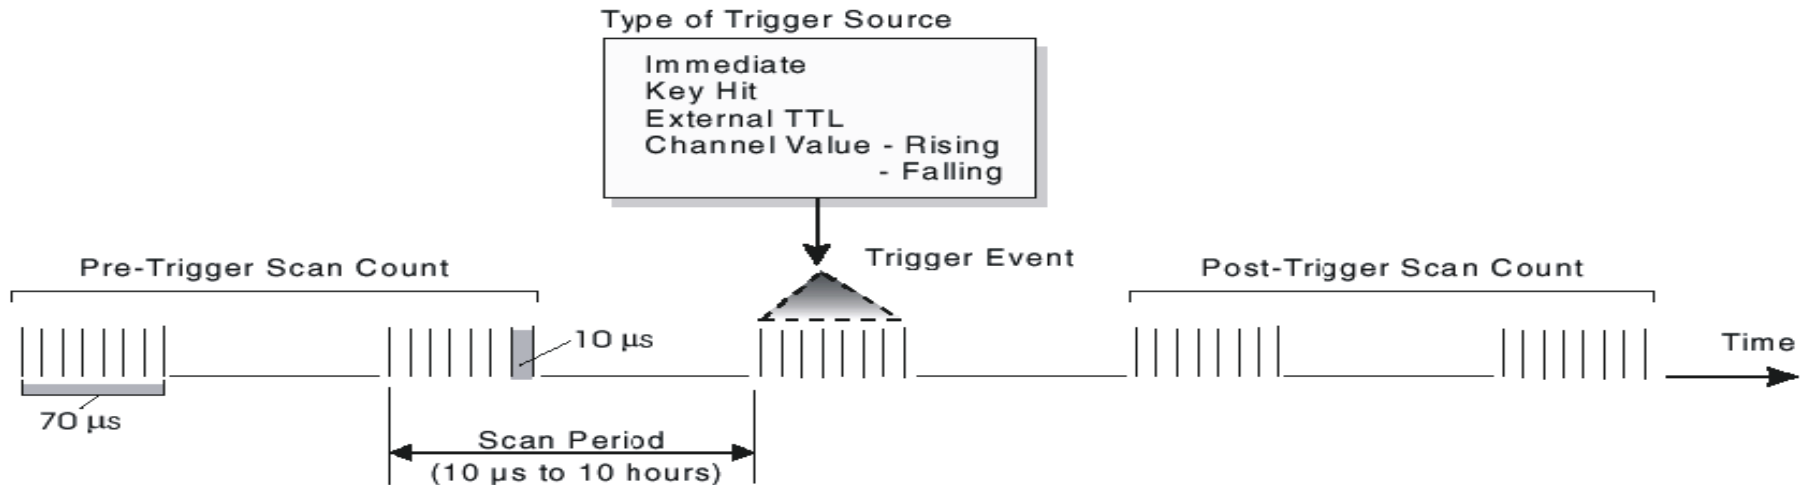 Type of Trigger Source
Immediate
Key Hit
External TTL
Channel Value - Rising
- Falling
Trigger Event
Pre-Trigger Scan Count
Post-Trigger Scan Count
10 µs
Time
70 µs
Scan Period
(10 µs to 10 hours)